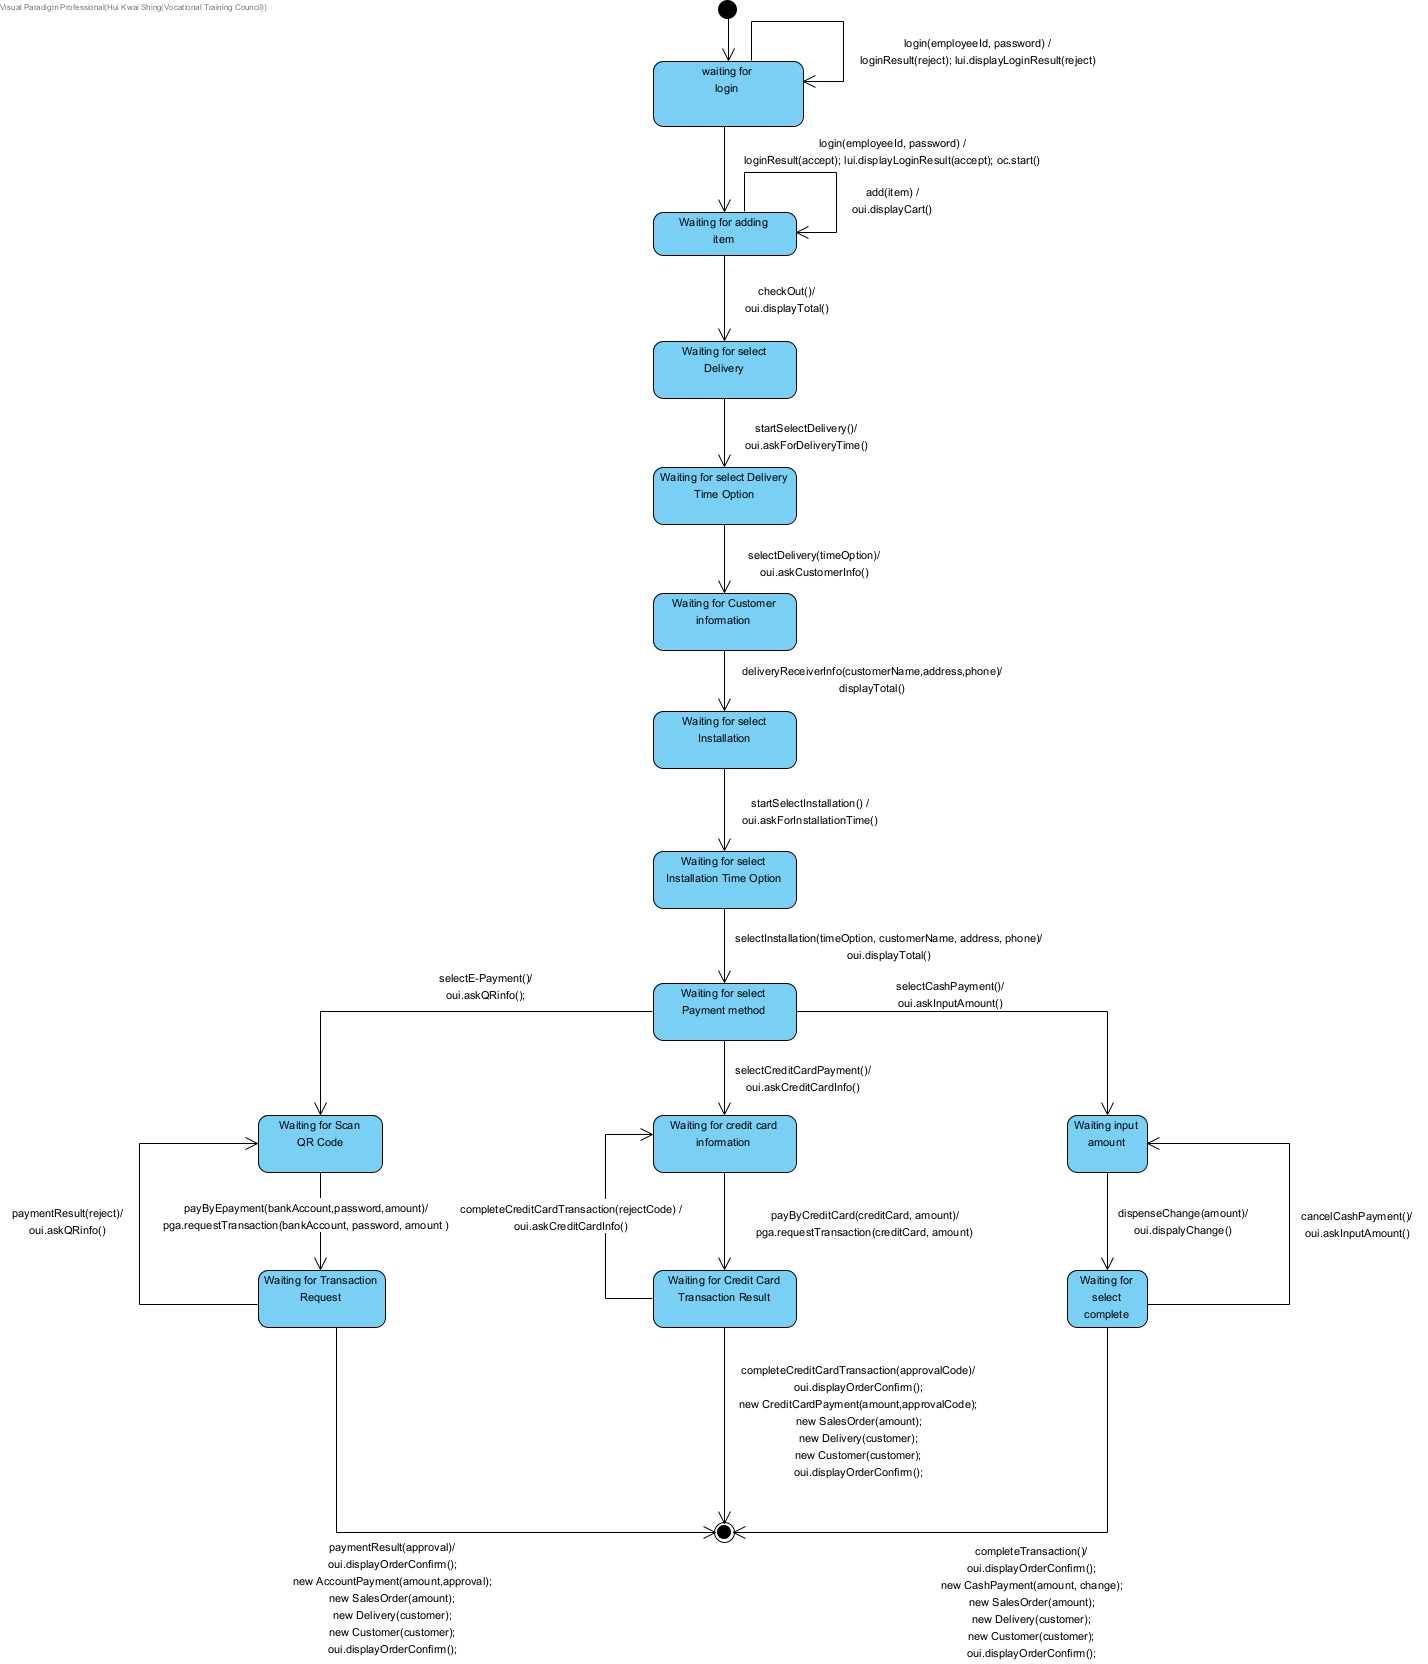 Visual Paradigm Professional(Hui Kwai Shing(Vocational Training Council))
login(employeeId, password) /
loginResult(reject); lui.displayLoginResult(reject)
waiting for
login
login(employeeId, password) /
loginResult(accept); lui.displayLoginResult(accept); oc.start()
add(item) /
oui.displayCart()
Waiting for adding
item
checkOut()/
oui.displayTotal()
Waiting for select
Delivery
startSelectDelivery()/
oui.askForDeliveryTime()
Waiting for select Delivery
Time Option
selectDelivery(timeOption)/
oui.askCustomerInfo()
Waiting for Customer
information
deliveryReceiverInfo(customerName,address,phone)/
displayTotal()
Waiting for select
Installation
startSelectInstallation() /
oui.askForInstallationTime()
Waiting for select
Installation Time Option
selectInstallation(timeOption, customerName, address, phone)/
oui.displayTotal()
selectE-Payment()/
oui.askQRinfo();
Waiting for select
Payment method
selectCashPayment()/
oui.askInputAmount()
selectCreditCardPayment()/
oui.askCreditCardInfo()
Waiting for Scan
QR Code
Waiting for credit card
information
Waiting input
amount
paymentResult(reject)/
oui.askQRinfo()
payByEpayment(bankAccount,password,amount)/
pga.requestTransaction(bankAccount, password, amount )
completeCreditCardTransaction(rejectCode) /
oui.askCreditCardInfo()
payByCreditCard(creditCard, amount)/
pga.requestTransaction(creditCard, amount)
dispenseChange(amount)/
oui.dispalyChange()
cancelCashPayment()/
oui.askInputAmount()
Waiting for Transaction
Request
Waiting for Credit Card
Transaction Result
Waiting for
select
complete
completeCreditCardTransaction(approvalCode)/
oui.displayOrderConfirm();
new CreditCardPayment(amount,approvalCode);
new SalesOrder(amount);
new Delivery(customer);
new Customer(customer);
oui.displayOrderConfirm();
paymentResult(approval)/
oui.displayOrderConfirm();
new AccountPayment(amount,approval);
new SalesOrder(amount);
new Delivery(customer);
new Customer(customer);
oui.displayOrderConfirm();
completeTransaction()/
oui.displayOrderConfirm();
new CashPayment(amount, change);
new SalesOrder(amount);
new Delivery(customer);
new Customer(customer);
oui.displayOrderConfirm();